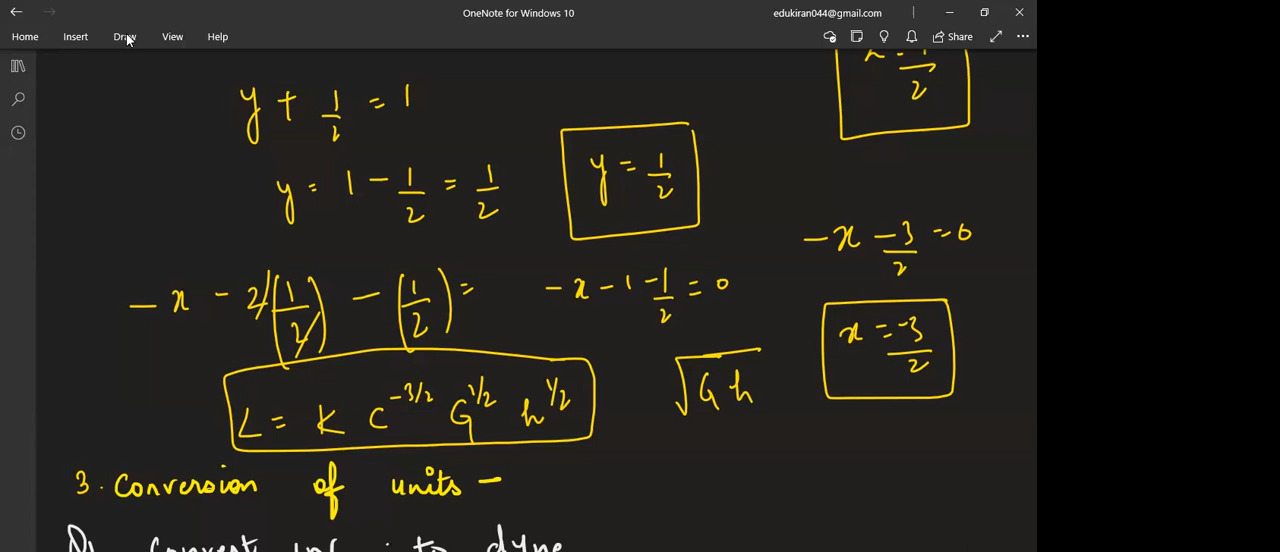 OneNote for Windows 10
edukiran044@gmail.com
Home Insert Draw View Help
Share
y + 1/2 = 1
y = 1 - 1/2 = 1/2
y = 1/2
-x - 3/2 = 0
-x - 2(1/2) - (1/2) =
-x - 1 - 1/2 = 0
x = -3/2
L = K C^-3/2 G^1/2 h^1/2
√Gh
3. Conversion of units -